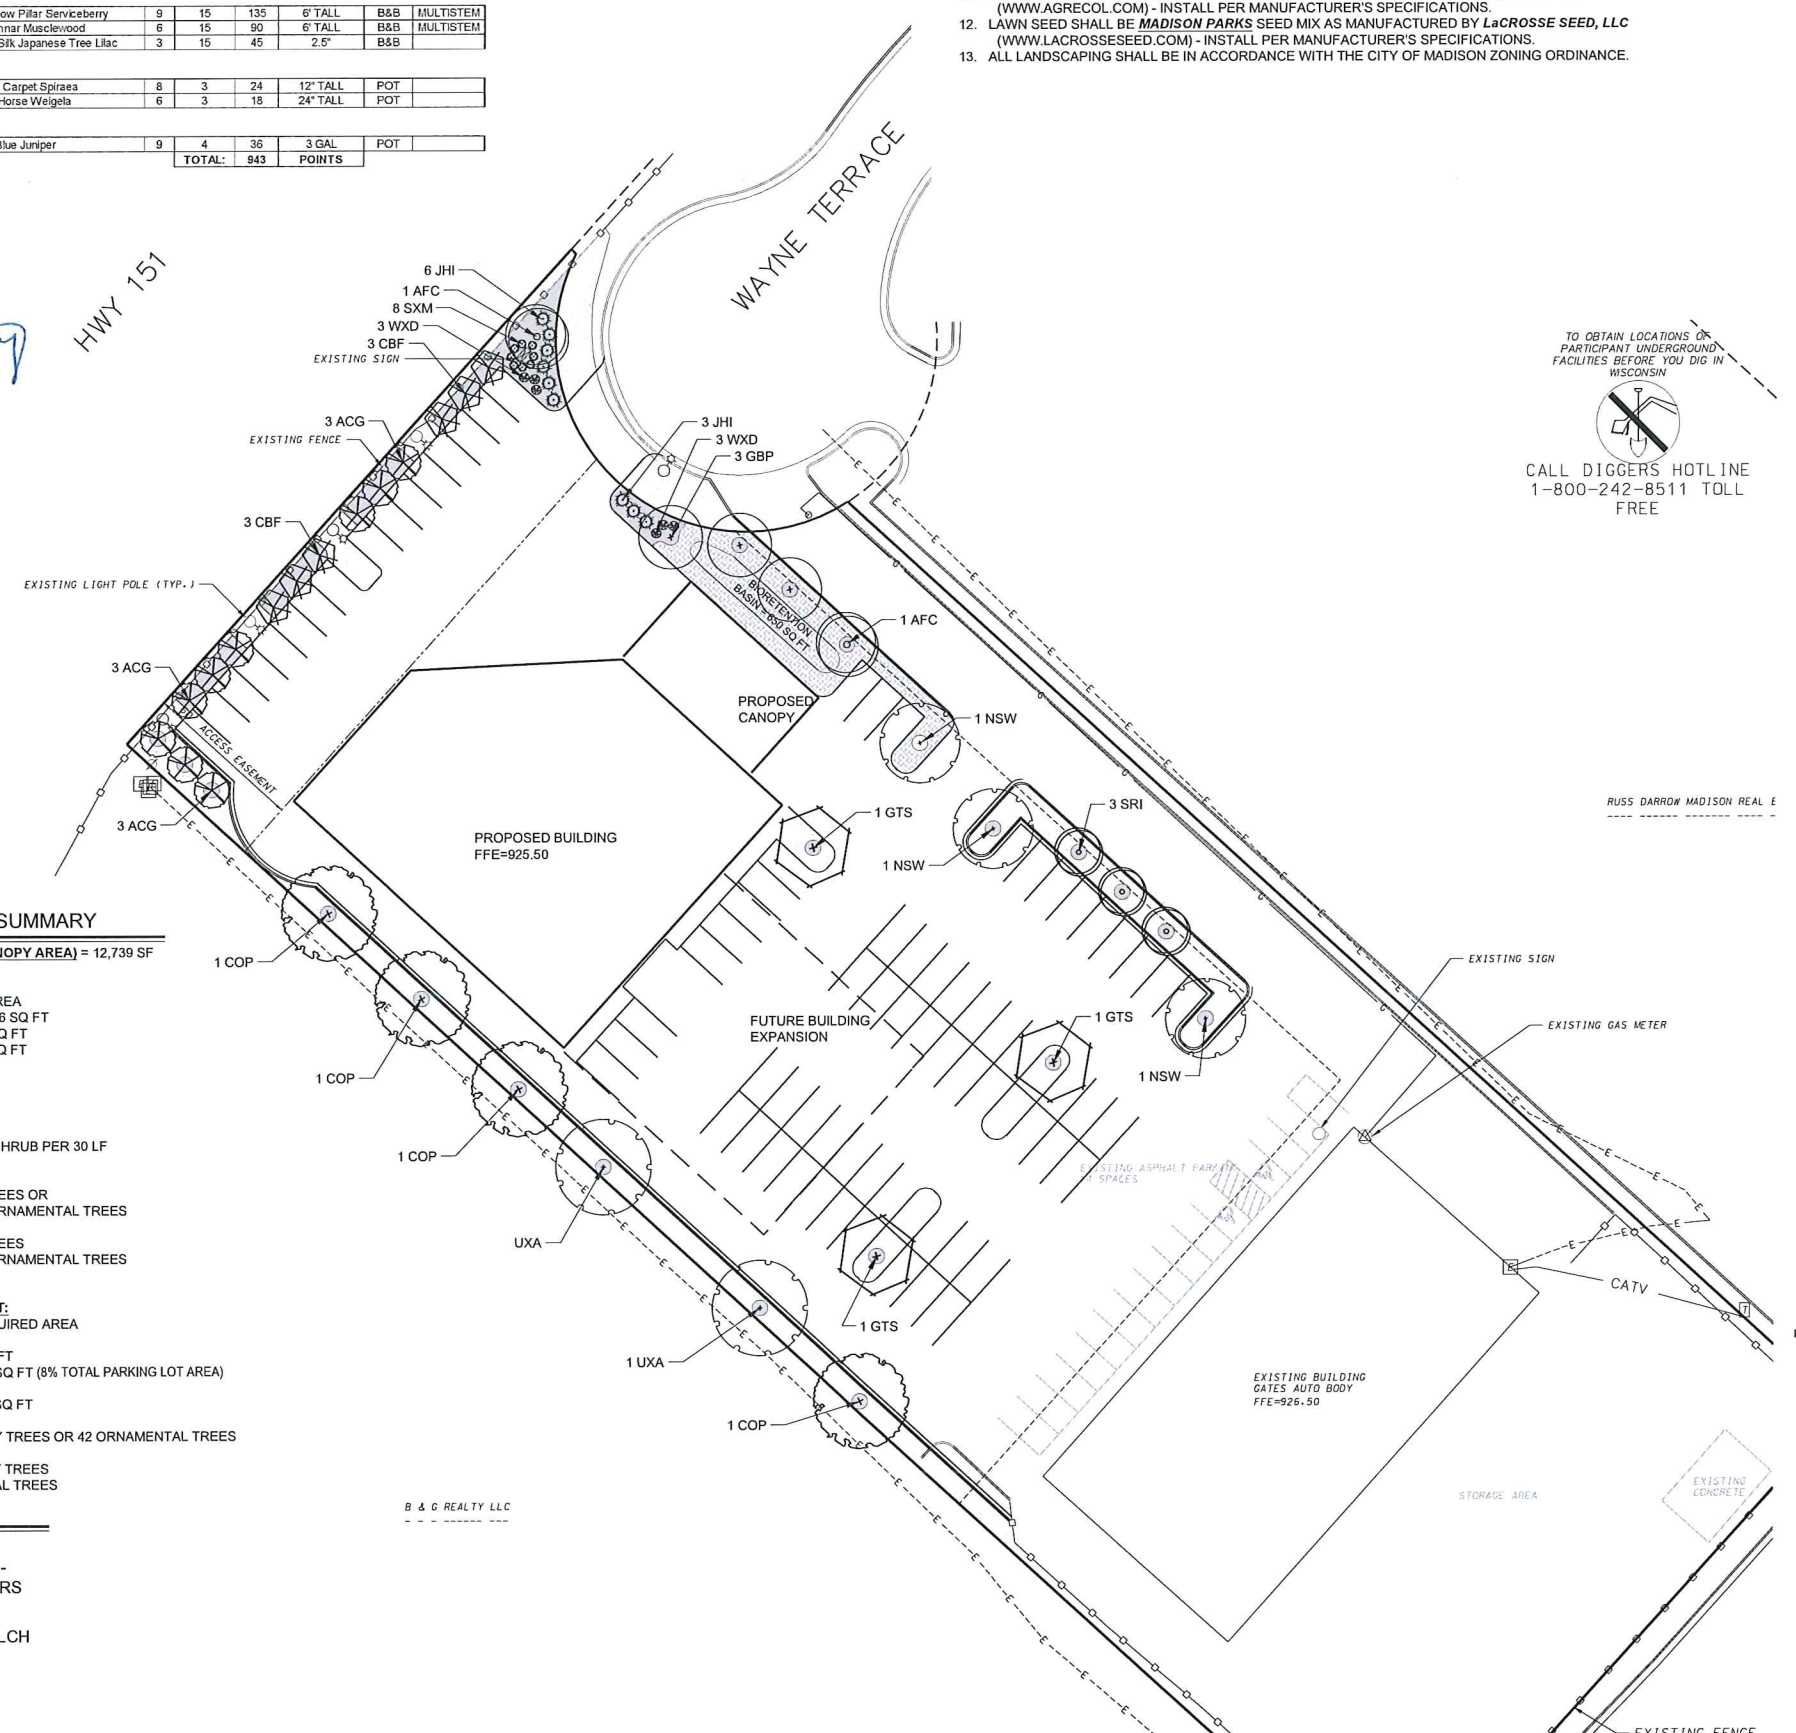 ow Pillar Serviceberry 9 15 135 6' TALL B&B MULTISTEM
nnar Musclewood 6 15 90 6' TALL B&B MULTISTEM
Silk Japanese Tree Lilac 3 15 45 2.5" B&B
Carpet Spiraea 8 3 24 12" TALL POT
Horse Weigela 6 3 18 24" TALL POT
Blue Juniper 9 4 36 3 GAL POT
TOTAL: 943 POINTS
(WWW.AGRECOL.COM) - INSTALL PER MANUFACTURER'S SPECIFICATIONS.
12. LAWN SEED SHALL BE MADISON PARKS SEED MIX AS MANUFACTURED BY LaCROSSE SEED, LLC
(WWW.LACROSSESEED.COM) - INSTALL PER MANUFACTURER'S SPECIFICATIONS.
13. ALL LANDSCAPING SHALL BE IN ACCORDANCE WITH THE CITY OF MADISON ZONING ORDINANCE.
HWY 151
WAYNE TERRACE
6 JHI
1 AFC
8 SXM
3 WXD
3 CBF
EXISTING SIGN
3 ACG
EXISTING FENCE
3 CBF
EXISTING LIGHT POLE (TYP.)
3 ACG
ACCESS EASEMENT
3 ACG
3 JHI
3 WXD
3 GBP
BIORETENTION
BASIN = 650 SQ FT
1 AFC
1 NSW
PROPOSED
CANOPY
TO OBTAIN LOCATIONS OF
PARTICIPANT UNDERGROUND
FACILITIES BEFORE YOU DIG IN
WISCONSIN
CALL DIGGERS HOTLINE
1-800-242-8511 TOLL
FREE
RUSS DARROW MADISON REAL E
PROPOSED BUILDING
FFE=925.50
1 GTS
1 NSW
3 SRI
SUMMARY
NOPY AREA) = 12,739 SF
REA
6 SQ FT
Q FT
Q FT
HRUB PER 30 LF
EES OR
RNAMENTAL TREES
EES
RNAMENTAL TREES
T:
UIRED AREA
FT
SQ FT (8% TOTAL PARKING LOT AREA)
SQ FT
Y TREES OR 42 ORNAMENTAL TREES
Y TREES
AL TREES
-
RS
LCH
1 COP
1 COP
1 COP
UXA
1 UXA
1 COP
FUTURE BUILDING
EXPANSION
1 GTS
1 NSW
1 GTS
EXISTING SIGN
EXISTING GAS METER
EXISTING ASPHALT PARKING
SPACES
E
E
E
E
E
E
E
E
E
E
G
G
G
G
G
T
CATV
EXISTING BUILDING
GATES AUTO BODY
FFE=926.50
STORAGE AREA
EXISTING
CONCRETE
B & G REALTY LLC
EXISTING FENCE